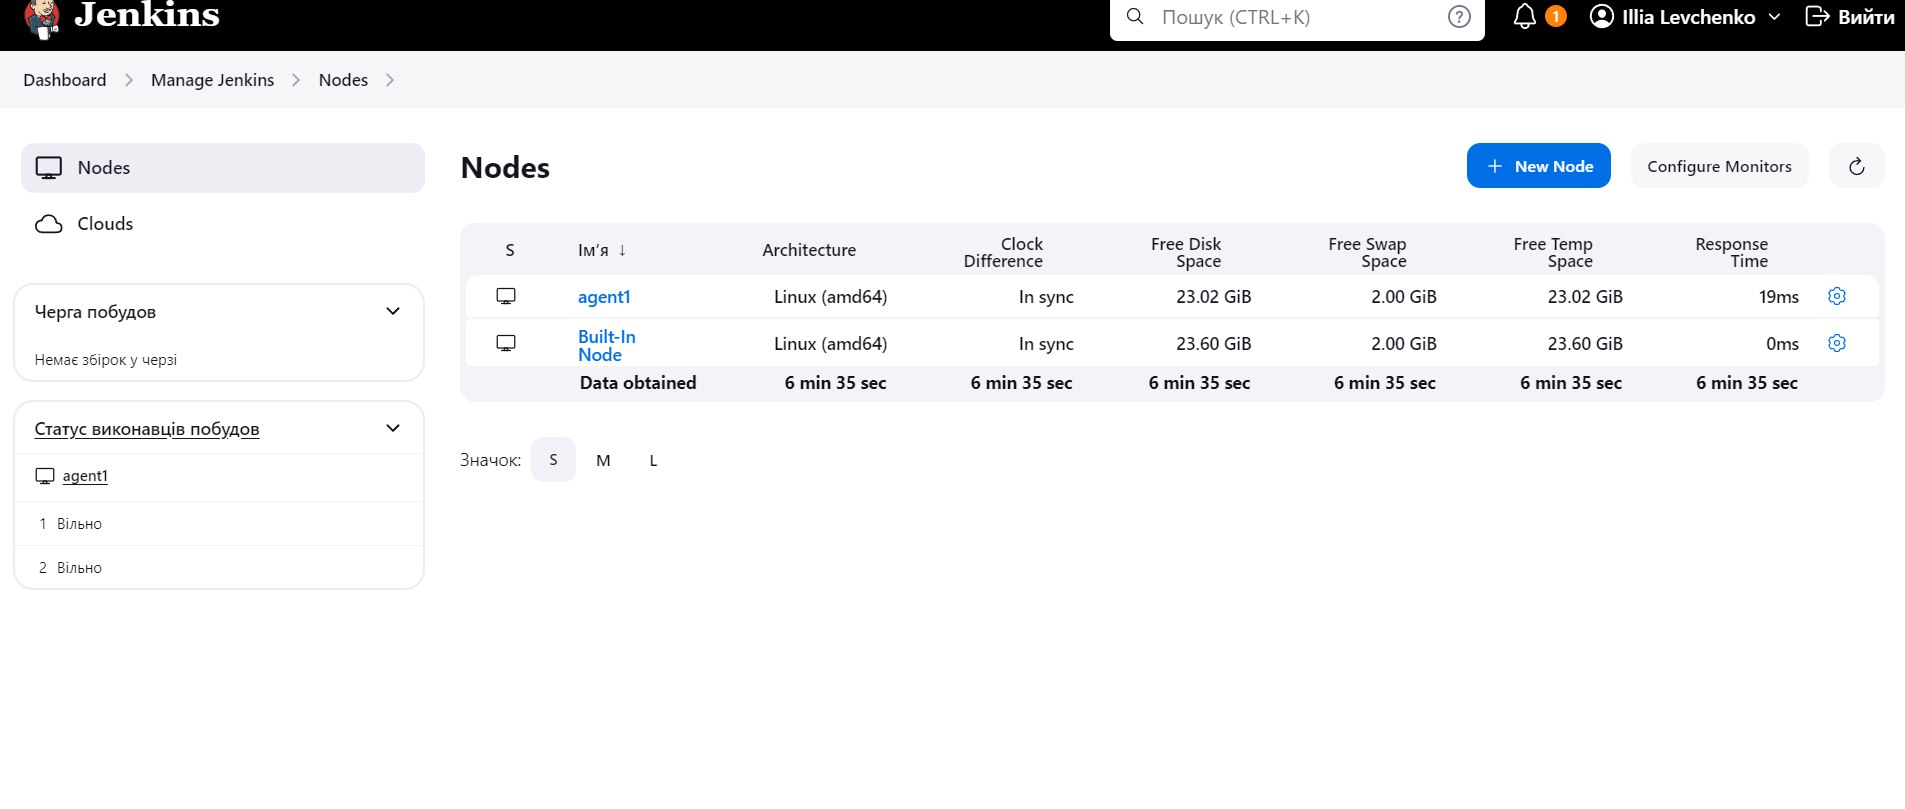 Jenkins
Пошук (CTRL+K)
?
1
Illia Levchenko
Вийти
Dashboard
Manage Jenkins
Nodes
Nodes
Clouds
Черга побудов
Немає збірок у черзі
Статус виконавців побудов
agent1
1 Вільно
2 Вільно
Nodes
+ New Node
Configure Monitors
S Ім’я ↓ Architecture Clock Difference Free Disk Space Free Swap Space Free Temp Space Response Time
agent1 Linux (amd64) In sync 23.02 GiB 2.00 GiB 23.02 GiB 19ms
Built-In Node Linux (amd64) In sync 23.60 GiB 2.00 GiB 23.60 GiB 0ms
Data obtained 6 min 35 sec 6 min 35 sec 6 min 35 sec 6 min 35 sec 6 min 35 sec 6 min 35 sec
Значок: S M L